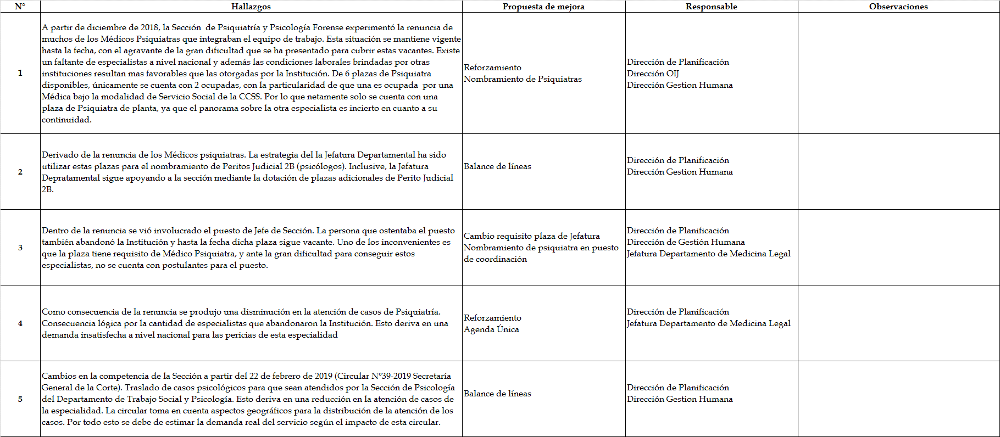 N° Hallazgos Propuesta de mejora Responsable Observaciones
1
A partir de diciembre de 2018, la Sección  de Psiquiatría y Psicología Forense experimentó la renuncia de
muchos de los Médicos Psiquiatras que integraban el equipo de trabajo. Esta situación se mantiene vigente
hasta la fecha, con el agravante de la gran dificultad que se ha presentado para cubrir estas vacantes. Existe
un faltante de especialistas a nivel nacional y además las condiciones laborales brindadas por otras
instituciones resultan mas favorables que las otorgadas por la Institución. De 6 plazas de Psiquiatra
disponibles, únicamente se cuenta con 2 ocupadas, con la particularidad de que una es ocupada  por una
Médica bajo la modalidad de Servicio Social de la CCSS. Por lo que netamente solo se cuenta con una
plaza de Psiquiatra de planta, ya que el panorama sobre la otra especialista es incierto en cuanto a su
continuidad.
Reforzamiento
Nombramiento de Psiquiatras
Dirección de Planificación
Dirección OIJ
Dirección Gestion Humana
2
Derivado de la renuncia de los Médicos psiquiatras. La estrategia del la Jefatura Departamental ha sido
utilizar estas plazas para el nombramiento de Peritos Judicial 2B (psicólogos). Inclusive, la Jefatura
Depratamental sigue apoyando a la sección mediante la dotación de plazas adicionales de Perito Judicial
2B.
Balance de líneas
Dirección de Planificación
Dirección Gestion Humana
3
Dentro de la renuncia se vió involucrado el puesto de Jefe de Sección. La persona que ostentaba el puesto
también abandonó la Institución y hasta la fecha dicha plaza sigue vacante. Uno de los inconvenientes es
que la plaza tiene requisito de Médico Psiquiatra, y ante la gran dificultad para conseguir estos
especialistas, no se cuenta con postulantes para el puesto.
Cambio requisito plaza de Jefatura
Nombramiento de psiquiatra en puesto
de coordinación
Dirección de Planificación
Dirección de Gestión Humana
Jefatura Departamento de Medicina Legal
4
Como consecuencia de la renuncia se produjo una disminución en la atención de casos de Psiquiatría.
Consecuencia lógica por la cantidad de especialistas que abandonaron la Institución. Esto deriva en una
demanda insatisfecha a nivel nacional para las pericias de esta especialidad
Reforzamiento
Agenda Única
Dirección de Planificación
Jefatura Departamento de Medicina Legal
5
Cambios en la competencia de la Sección a partir del 22 de febrero de 2019 (Circular N°39-2019 Secretaría
General de la Corte). Traslado de casos psicológicos para que sean atendidos por la Sección de Psicología
del Departamento de Trabajo Social y Psicología. Esto deriva en una reducción en la atención de casos de
la especialidad. La circular toma en cuenta aspectos geográficos para la distribución de la atención de los
casos. Por todo esto se debe de estimar la demanda real del servicio según el impacto de esta circular.
Balance de líneas
Dirección de Planificación
Dirección Gestion Humana